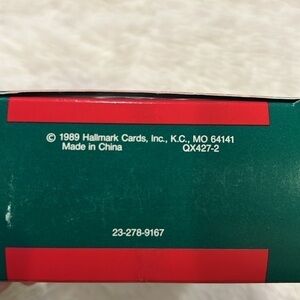 © 1989 Hallmark Cards, Inc., K.C., MO 64141
Made in China QX427-2
23-278-9167